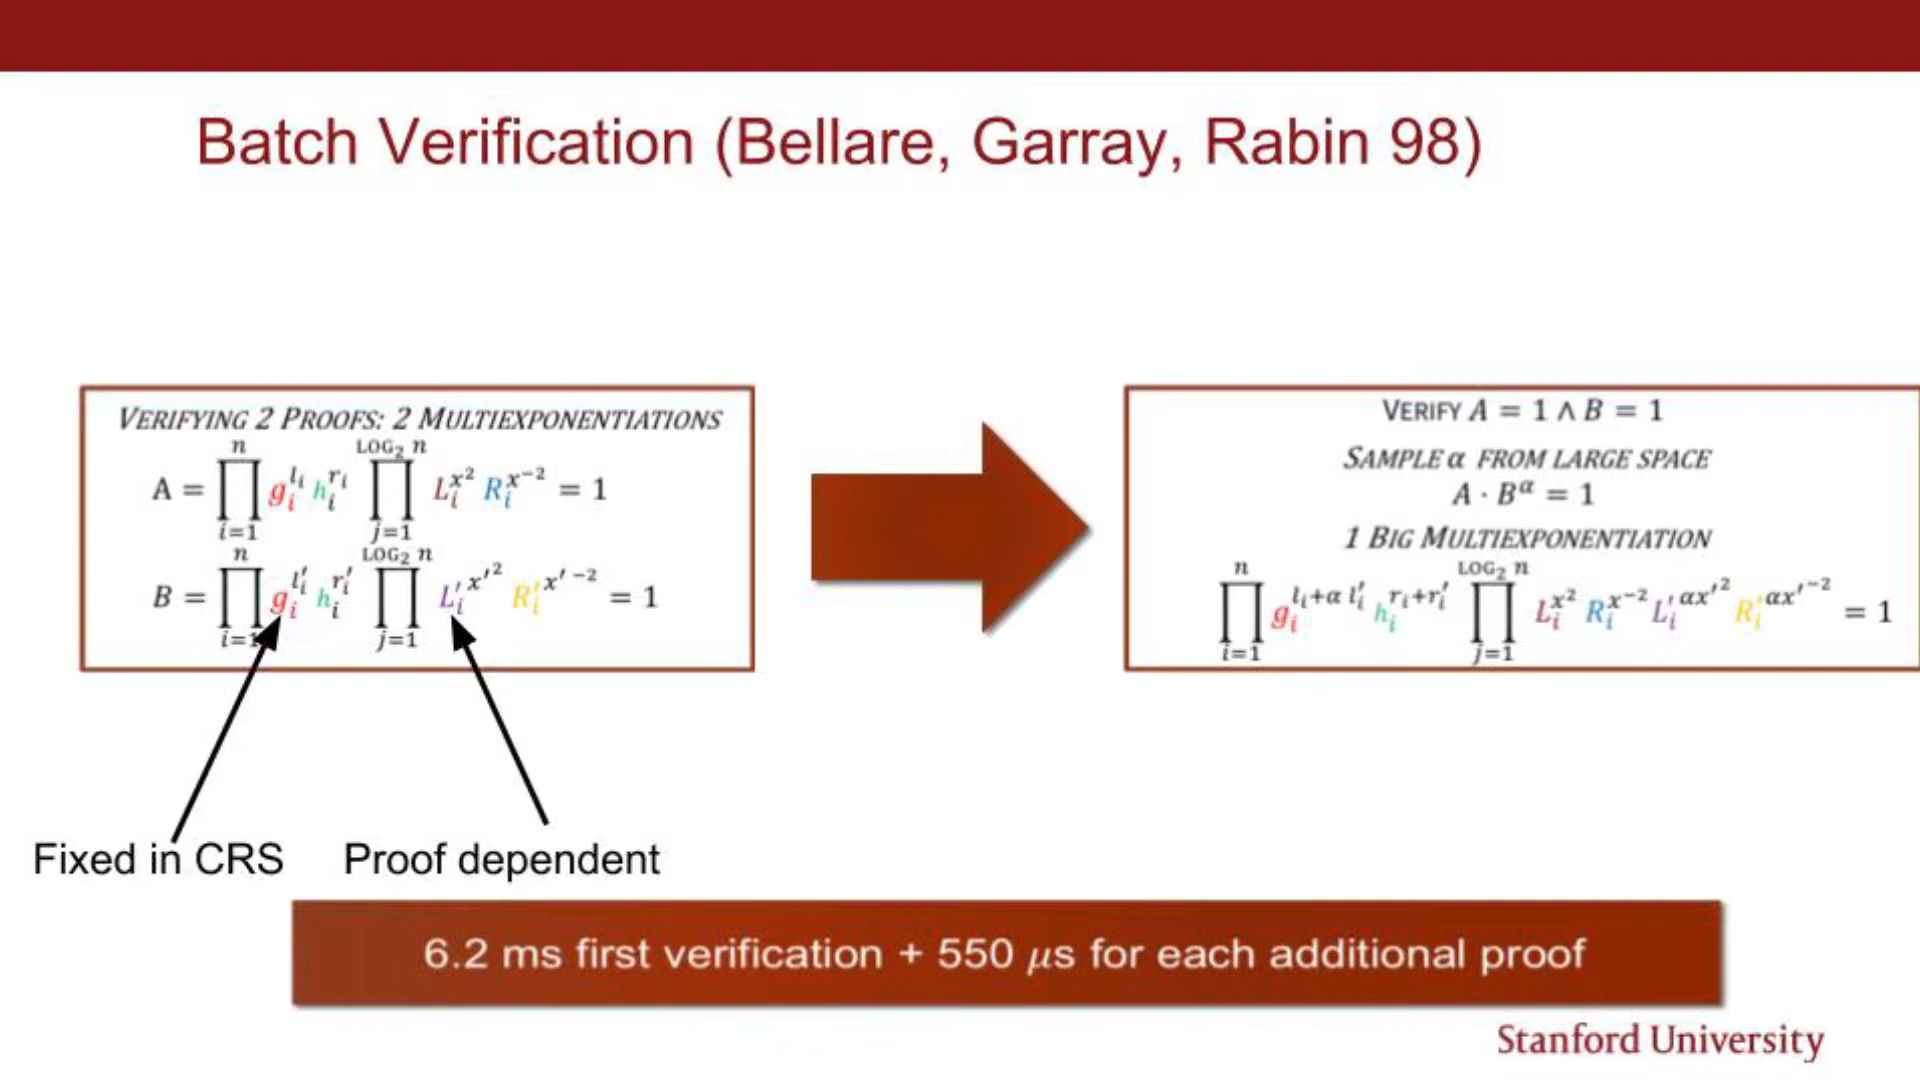 Batch Verification (Bellare, Garray, Rabin 98)
VERIFYING 2 PROOFS: 2 MULTIEXPONENTIATIONS
A = ∏_{i=1}^{n} g_i^{l_i} h_i^{r_i} ∏_{j=1}^{LOG₂ n} L_i^{x^2} R_i^{x^{-2}} = 1
B = ∏_{i=1}^{n} g_i^{l'_i} h_i^{r'_i} ∏_{j=1}^{LOG₂ n} L'_i^{x'^2} R'_i^{x'^{-2}} = 1
VERIFY A = 1 ∧ B = 1
SAMPLE α FROM LARGE SPACE
A · B^α = 1
1 BIG MULTIEXPONENTIATION
∏_{i=1}^{n} g_i^{l_i+α l'_i} h_i^{r_i+r'_i} ∏_{j=1}^{LOG₂ n} L_i^{x^2} R_i^{x^{-2}} L'_i^{αx'^2} R'_i^{αx'^{-2}} = 1
Fixed in CRS
Proof dependent
6.2 ms first verification + 550 μs for each additional proof
Stanford University